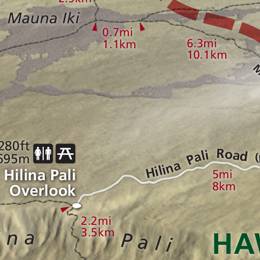 Mauna Iki
0.7mi
1.1km
6.3mi
10.1km
280ft
695m
Hilina Pali
Overlook
Hilina Pali Road (
5mi
8km
2.2mi
3.5km
na Pali
HAV